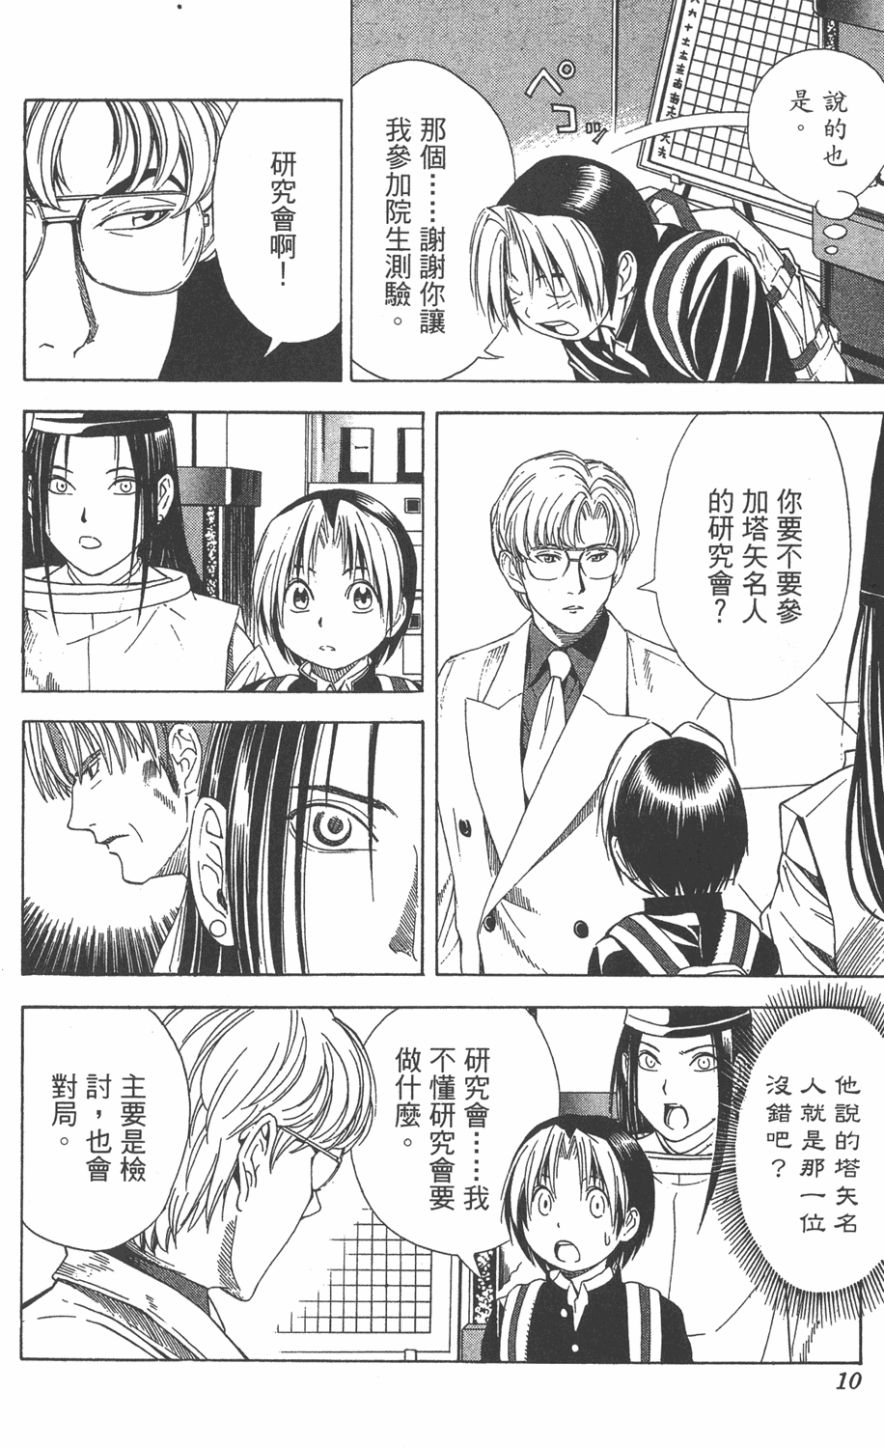 說的也
是。
ペコッ
那個⋯⋯謝謝你讓
我參加院生測驗。
研究會啊!
你要不要參
加塔矢名人
的研究會?
他說的塔矢名
人就是那一位
沒錯吧?
研究會⋯⋯我
不懂研究會要
做什麼。
主要是檢
討,也會
對局。
10